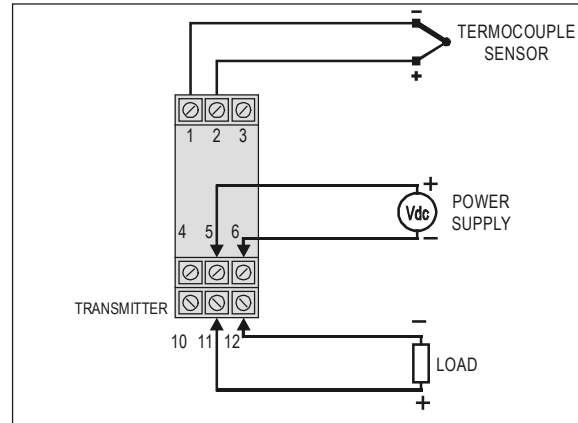 −
TERMOCOUPLE
SENSOR
+
1 2 3
+
Vdc
POWER
SUPPLY
−
4 5 6
TRANSMITTER
10 11 12
−
LOAD
+